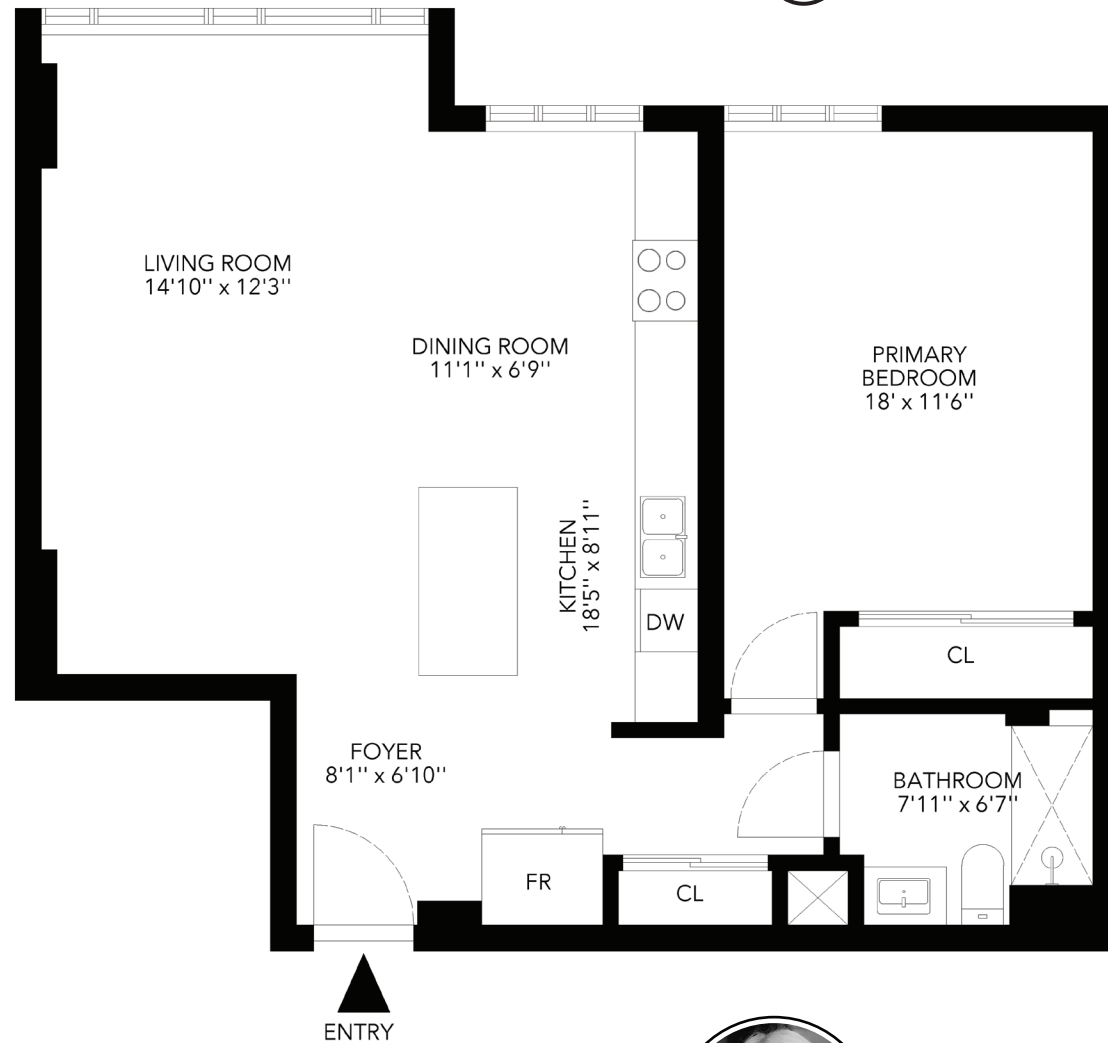 LIVING ROOM
14'10'' x 12'3''
DINING ROOM
11'1'' x 6'9''
PRIMARY
BEDROOM
18' x 11'6''
KITCHEN
18'5'' x 8'11''
DW
CL
FOYER
8'1'' x 6'10''
BATHROOM
7'11'' x 6'7''
FR
CL
ENTRY